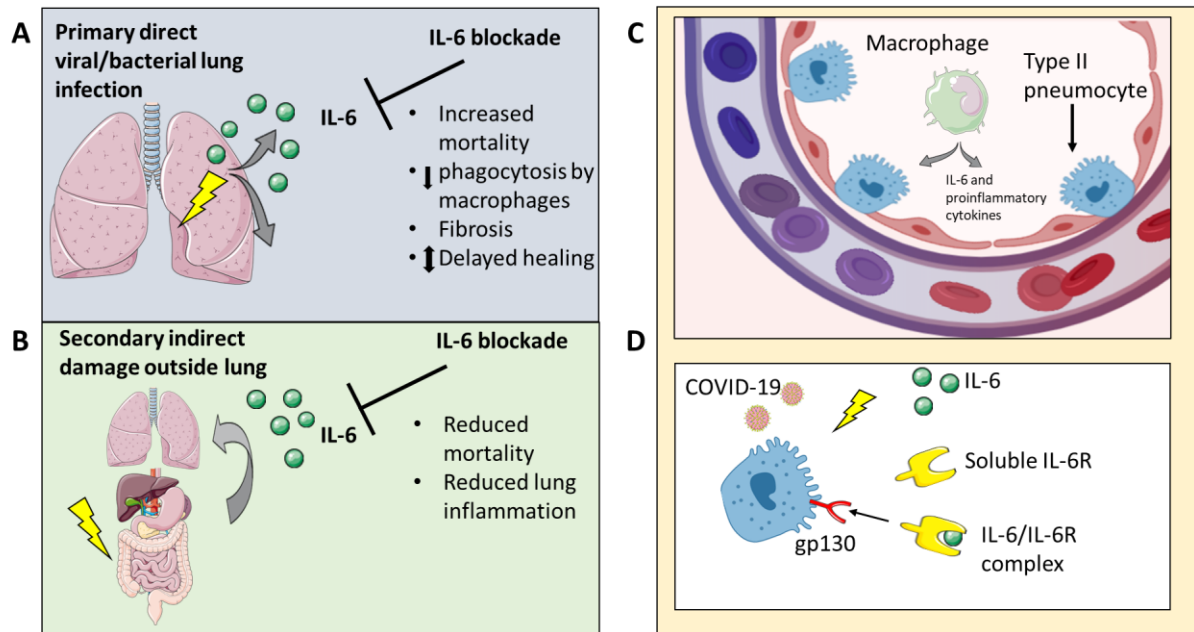 A
Primary direct
viral/bacterial lung
infection
IL-6 blockade
IL-6
• Increased
mortality
• phagocytosis by
macrophages
• Fibrosis
• Delayed healing
B
Secondary indirect
damage outside lung
IL-6 blockade
IL-6
• Reduced
mortality
• Reduced lung
inflammation
C
Macrophage
Type II
pneumocyte
IL-6 and
proinflammatory
cytokines
D
COVID-19
IL-6
Soluble IL-6R
gp130
IL-6/IL-6R
complex